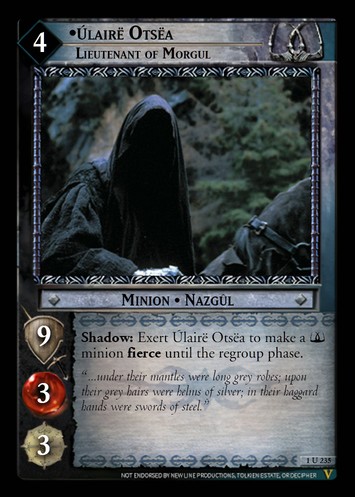 4
•Úlairë Otsëa
Lieutenant of Morgul
Minion • Nazgûl
9
Shadow: Exert Úlairë Otsëa to make a
minion fierce until the regroup phase.
3
“...under their mantles were long grey robes; upon
their grey hairs were helms of silver; in their haggard
hands were swords of steel.”
3
1 U 235
NOT ENDORSED BY NEW LINE PRODUCTIONS, TOLKIEN ESTATE, OR DECIPHER
V